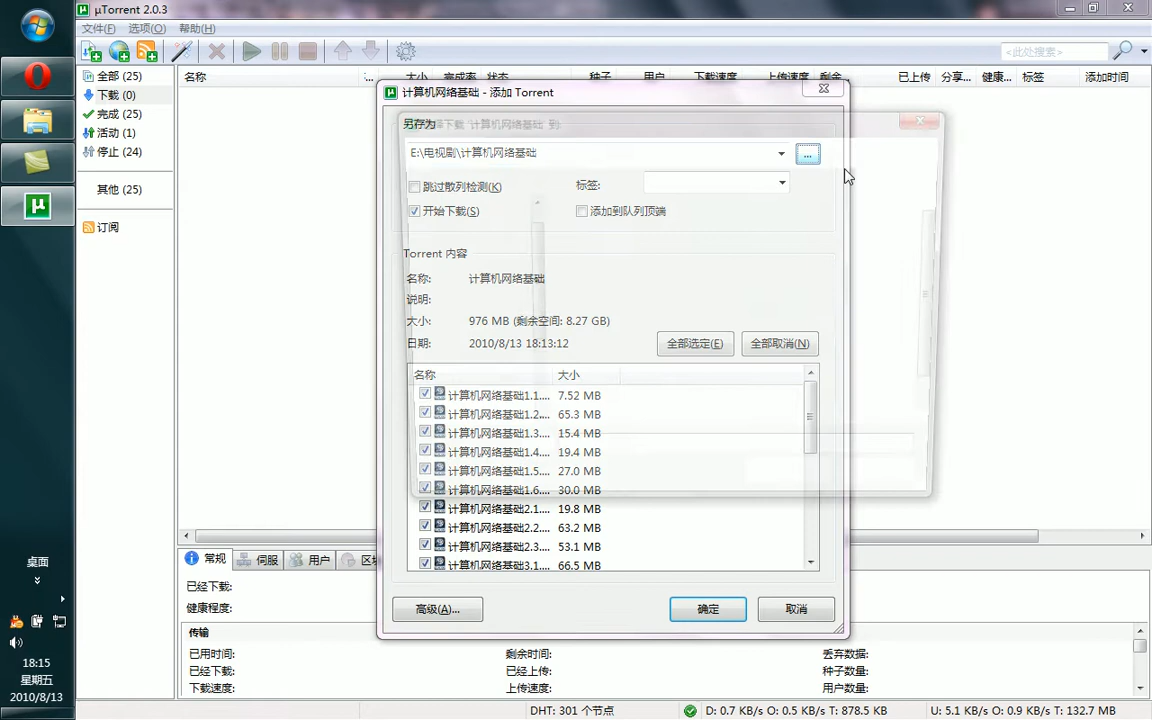 µTorrent 2.0.3
文件(F) 选项(O) 帮助(H)
<此处搜索>
全部 (25)
下载 (0)
完成 (25)
活动 (1)
停止 (24)
其他 (25)
订阅
名称 ... 大小 完成率 状态 种子 用户 下载速度 上传速度 剩余 已上传 分享... 健康... 标签 添加时间
计算机网络基础 - 添加 Torrent
另存为
下载 '计算机网络基础' 到:
E:\电视剧\计算机网络基础
...
跳过散列检测(K) 标签:
开始下载(S) 添加到队列顶端
Torrent 内容
名称: 计算机网络基础
说明:
大小: 976 MB (剩余空间: 8.27 GB)
日期: 2010/8/13 18:13:12
全部选定(E) 全部取消(N)
名称 大小
计算机网络基础1.1.... 7.52 MB
计算机网络基础1.2.... 65.3 MB
计算机网络基础1.3.... 15.4 MB
计算机网络基础1.4.... 19.4 MB
计算机网络基础1.5.... 27.0 MB
计算机网络基础1.6.... 30.0 MB
计算机网络基础2.1.... 19.8 MB
计算机网络基础2.2.... 63.2 MB
计算机网络基础2.3.... 53.1 MB
计算机网络基础3.1.... 66.5 MB
高级(A)... 确定 取消
常规 伺服 用户
已经下载:
健康程度:
传输
已用时间: 剩余时间: 丢弃数据:
已经下载: 已经上传: 种子数量:
下载速度: 上传速度: 用户数量:
DHT: 301 个节点 D: 0.7 KB/s O: 0.5 KB/s T: 878.5 KB U: 5.1 KB/s O: 0.9 KB/s T: 132.7 MB
桌面
18:15
星期五
2010/8/13